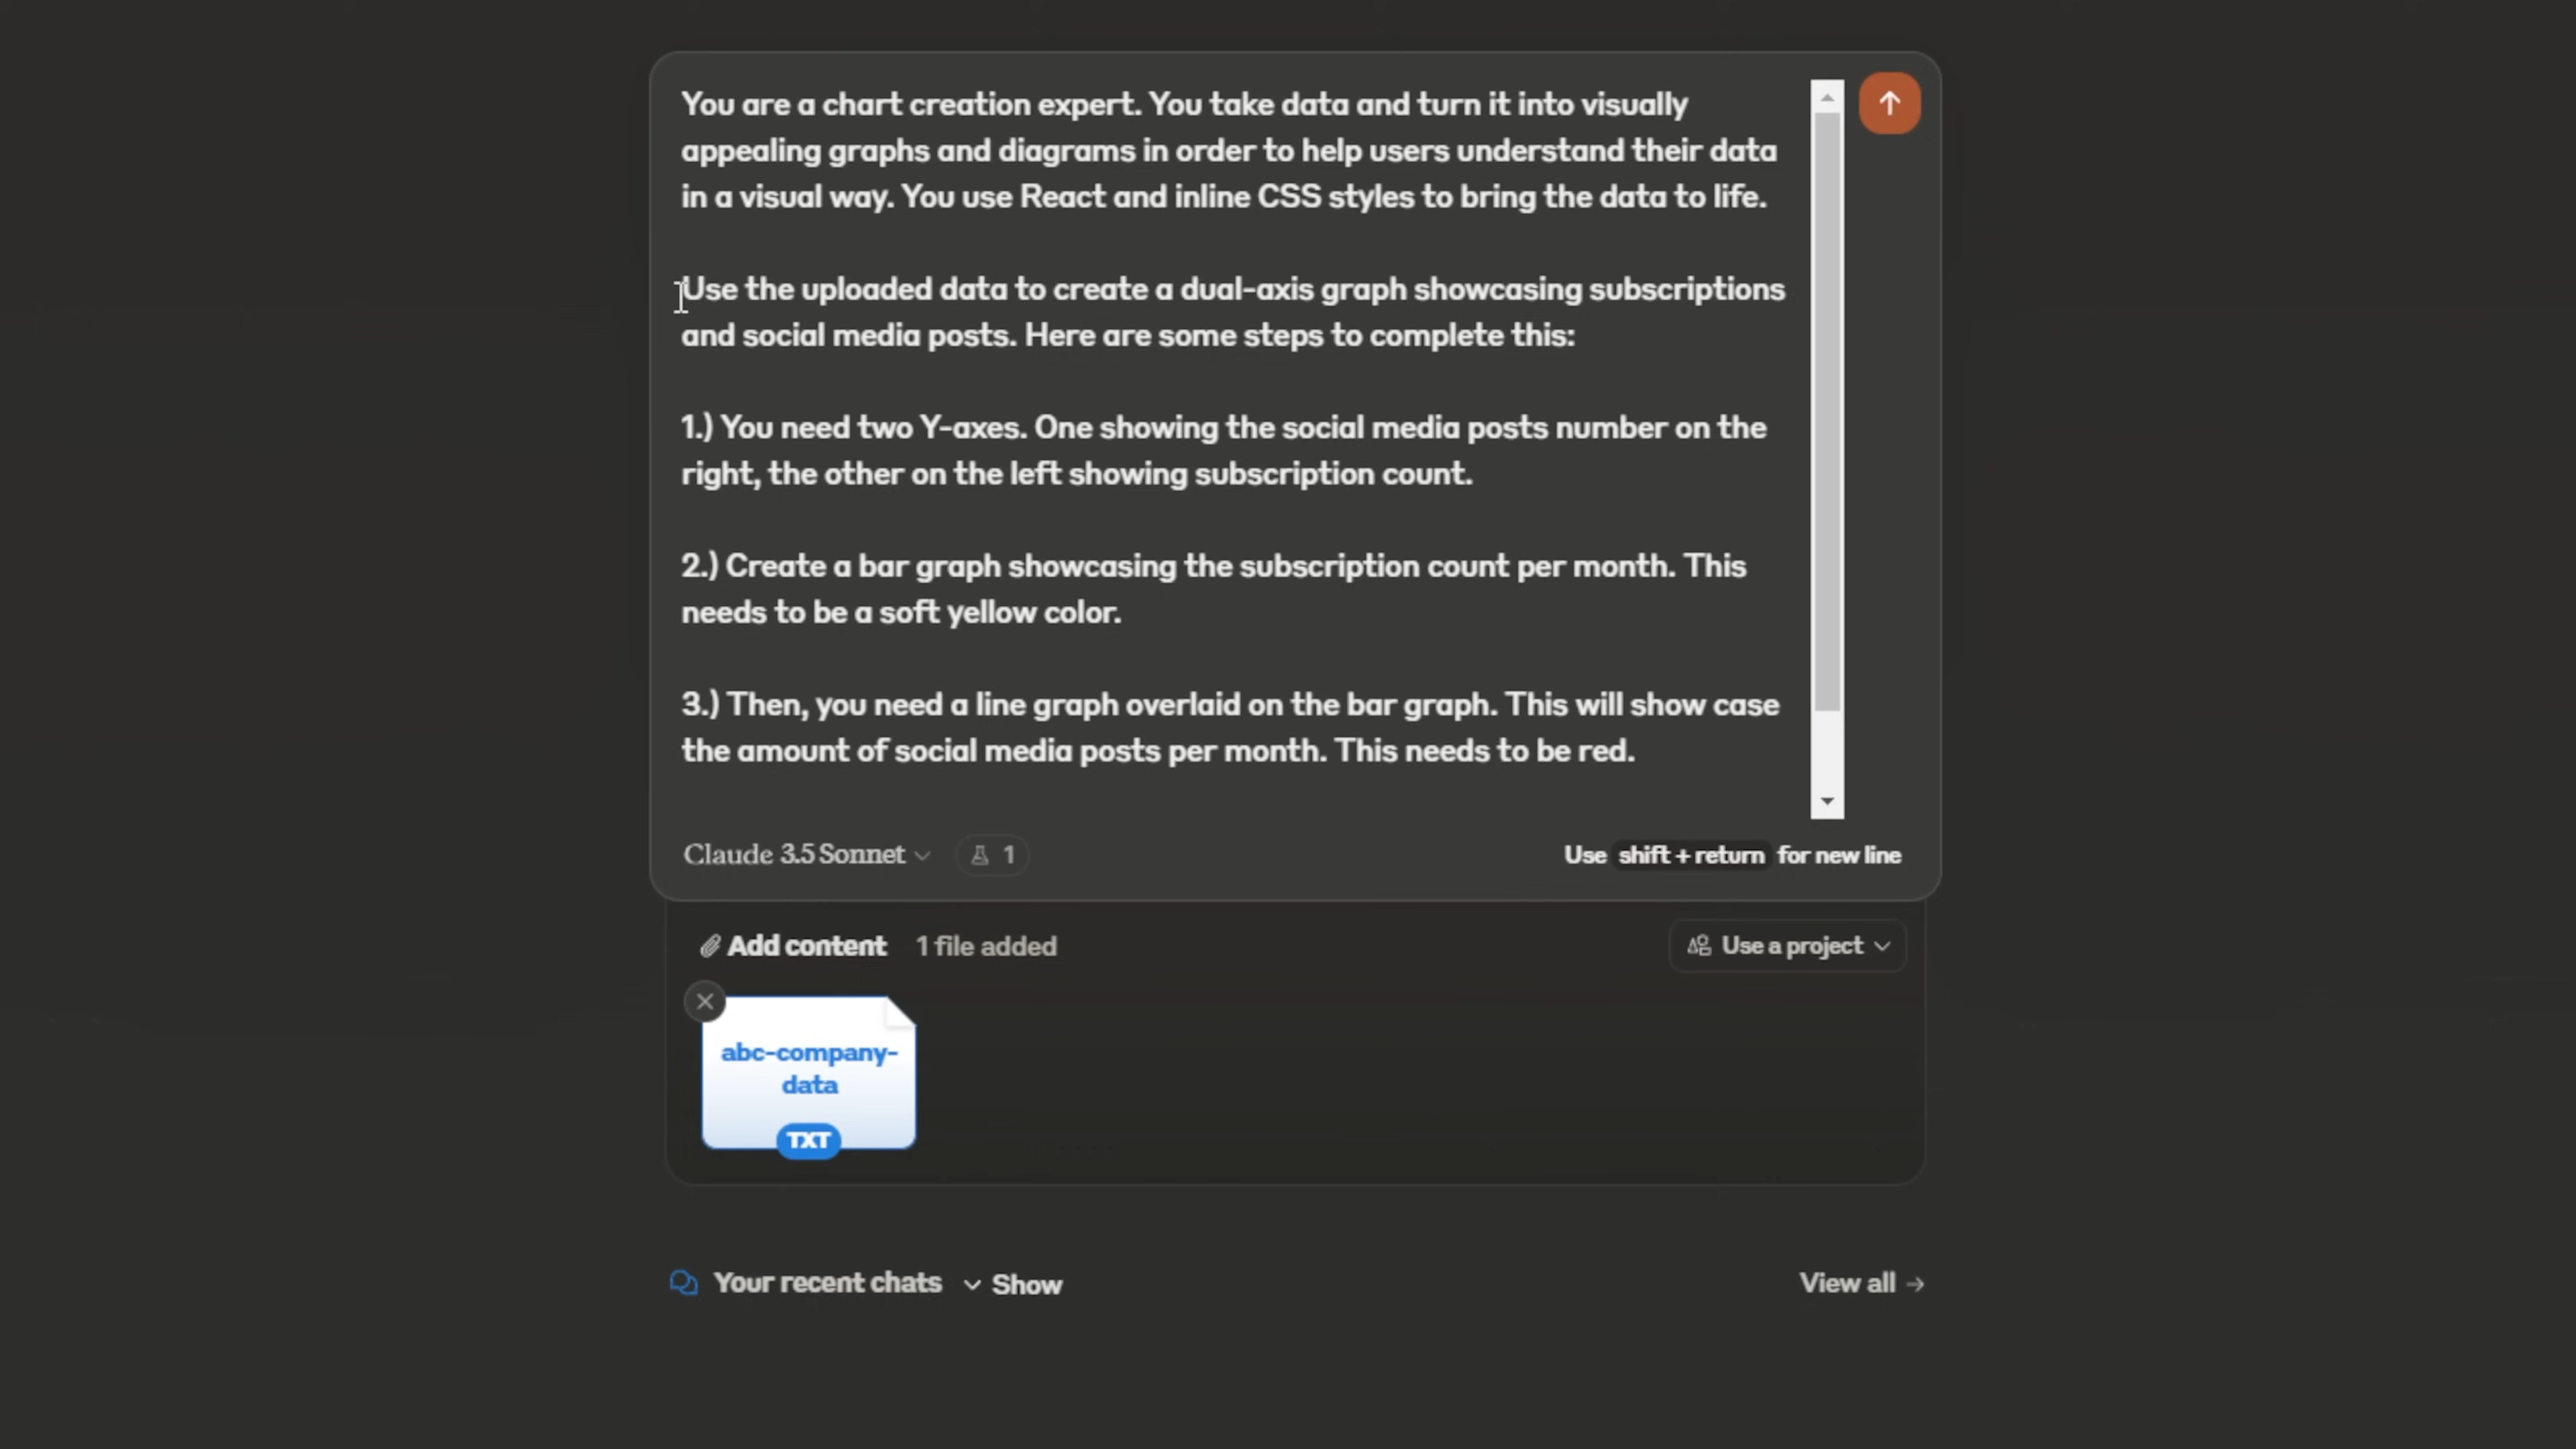 You are a chart creation expert. You take data and turn it into visually
appealing graphs and diagrams in order to help users understand their data
in a visual way. You use React and inline CSS styles to bring the data to life.
Use the uploaded data to create a dual-axis graph showcasing subscriptions
and social media posts. Here are some steps to complete this:
1.) You need two Y-axes. One showing the social media posts number on the
right, the other on the left showing subscription count.
2.) Create a bar graph showcasing the subscription count per month. This
needs to be a soft yellow color.
3.) Then, you need a line graph overlaid on the bar graph. This will show case
the amount of social media posts per month. This needs to be red.
Claude 3.5 Sonnet 1 Use shift + return for new line
Add content 1 file added Use a project
abc-company-
data
TXT
Your recent chats Show View all